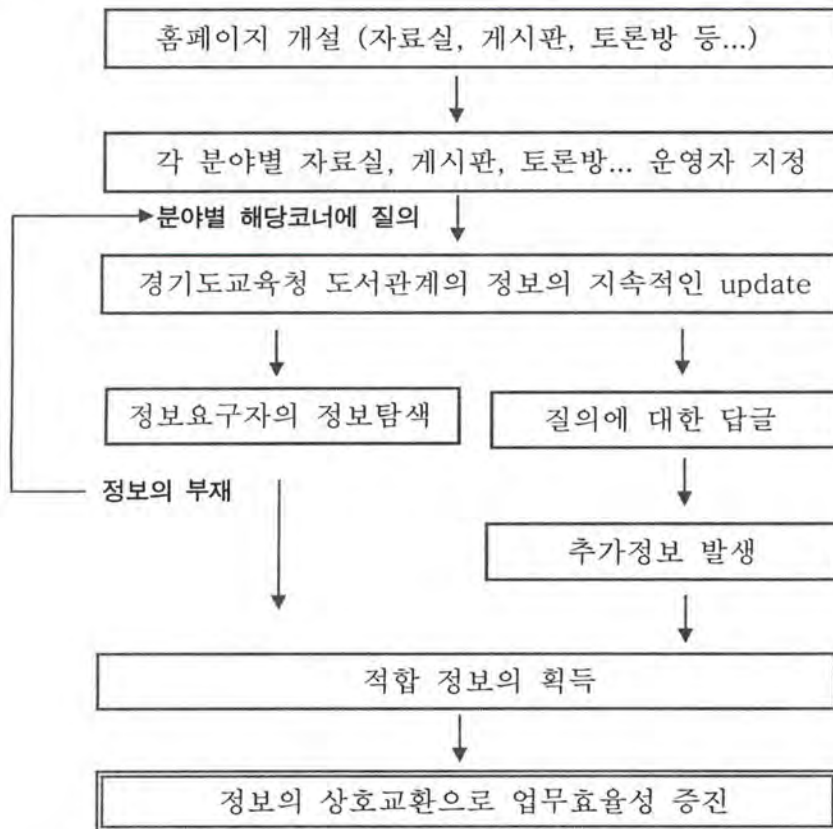 홈페이지 개설 (자료실, 게시판, 토론방 등...)
각 분야별 자료실, 게시판, 토론방... 운영자 지정
분야별 해당코너에 질의
경기도교육청 도서관계의 정보의 지속적인 update
정보요구자의 정보탐색
질의에 대한 답글
정보의 부재
추가정보 발생
적합 정보의 획득
정보의 상호교환으로 업무효율성 증진